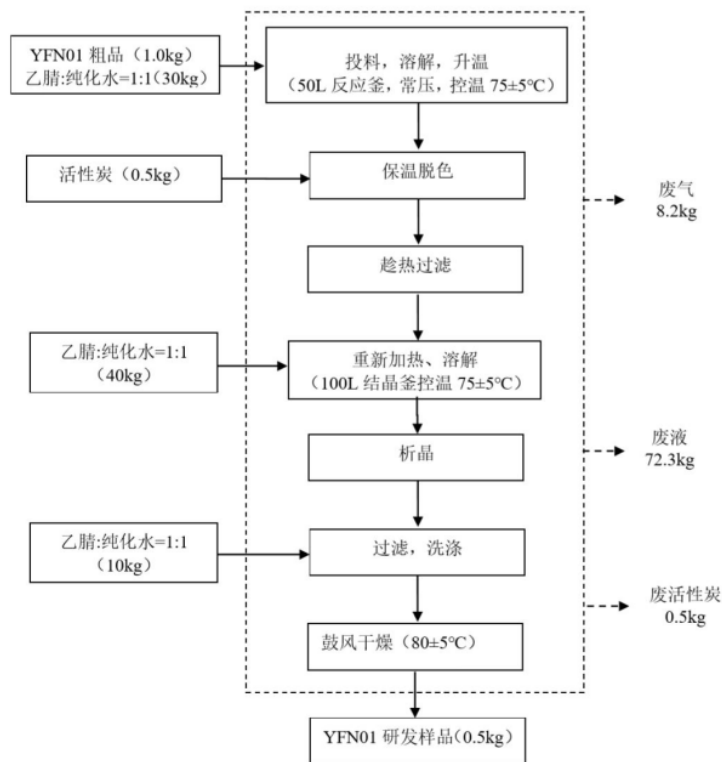 YFN01 粗品（1.0kg）
乙腈:纯化水=1:1(30kg)
投料，溶解，升温
（50L 反应釜，常压，控温 75±5℃）
活性炭（0.5kg）
保温脱色
废气
8.2kg
趁热过滤
乙腈:纯化水=1:1
（40kg）
重新加热、溶解
（100L 结晶釜控温 75±5℃）
析晶
废液
72.3kg
乙腈:纯化水=1:1
（10kg）
过滤，洗涤
废活性炭
0.5kg
鼓风干燥（80±5℃）
YFN01 研发样品（0.5kg）